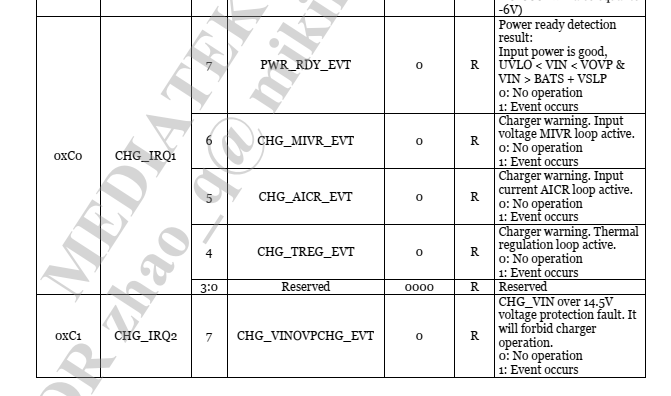 -6V)
0xC0
CHG_IRQ1
7
PWR_RDY_EVT
0
R
Power ready detection
result:
Input power is good,
UVLO < VIN < VOVP &
VIN > BATS + VSLP
0: No operation
1: Event occurs
6
CHG_MIVR_EVT
0
R
Charger warning. Input
voltage MIVR loop active.
0: No operation
1: Event occurs
5
CHG_AICR_EVT
0
R
Charger warning. Input
current AICR loop active.
0: No operation
1: Event occurs
4
CHG_TREG_EVT
0
R
Charger warning. Thermal
regulation loop active.
0: No operation
1: Event occurs
3:0
Reserved
0000
R
Reserved
0xC1
CHG_IRQ2
7
CHG_VINOVPCHG_EVT
0
R
CHG_VIN over 14.5V
voltage protection fault. It
will forbid charger
operation.
0: No operation
1: Event occurs
MEDIATEK
OR zhao_q@ miki